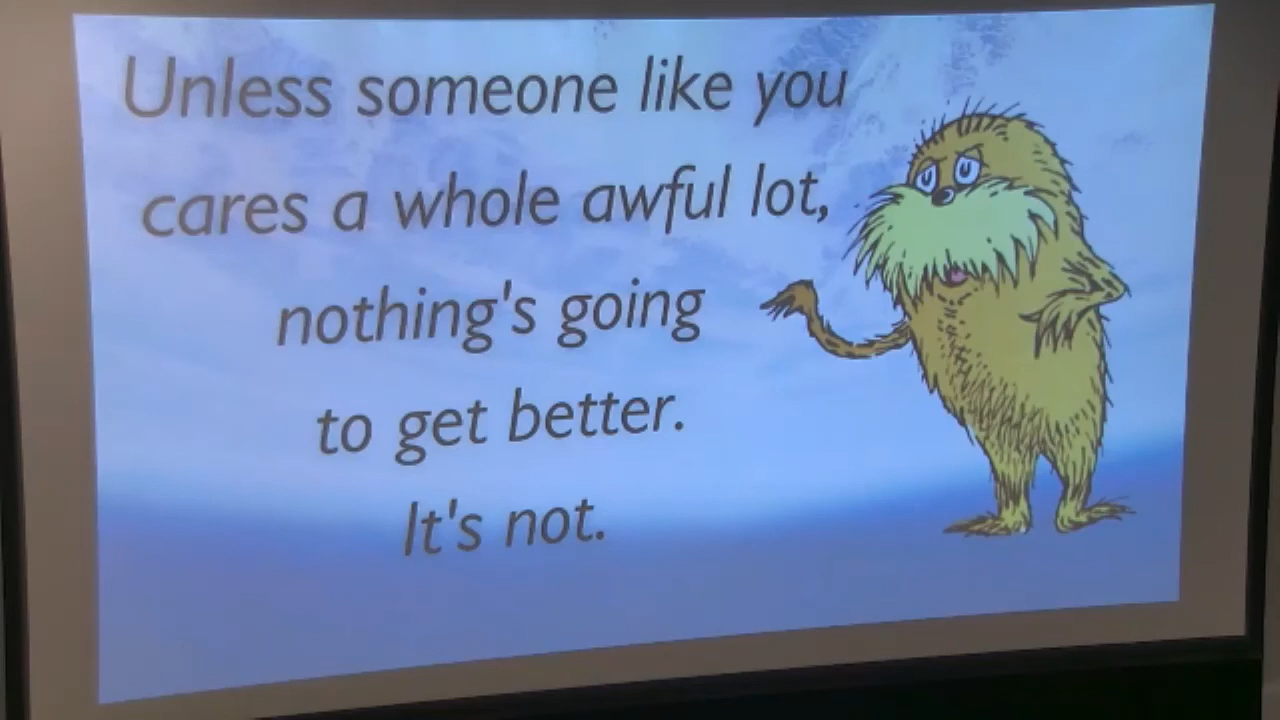 Unless someone like you
cares a whole awful lot,
nothing's going
to get better.
It's not.